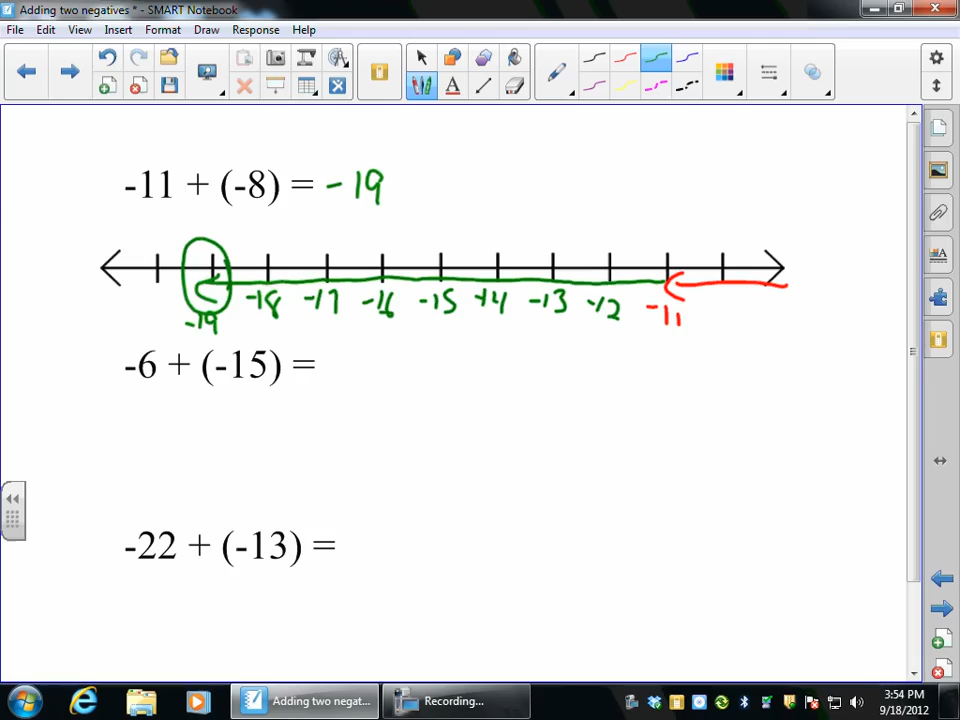 Adding two negatives * - SMART Notebook
File Edit View Insert Format Draw Response Help
-11 + (-8) = -19
-19 -18 -17 -16 -15 -14 -13 -12 -11
-6 + (-15) =
-22 + (-13) =
Adding two negat... Recording... 3:54 PM
9/18/2012